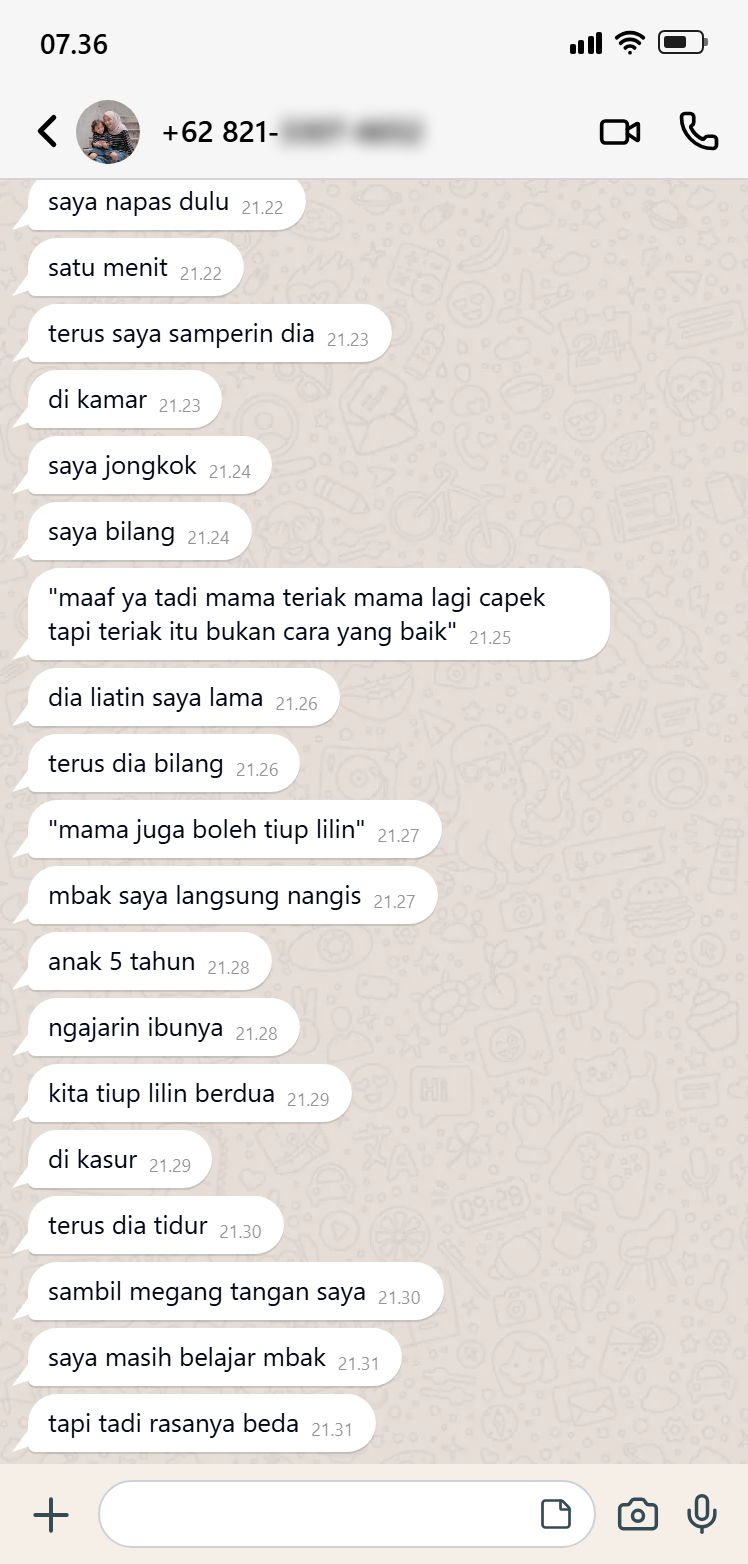 07.36
+62 821-
saya napas dulu 21.22
satu menit 21.22
terus saya samperin dia 21.23
di kamar 21.23
saya jongkok 21.24
saya bilang 21.24
"maaf ya tadi mama teriak mama lagi capek
tapi teriak itu bukan cara yang baik" 21.25
dia liatin saya lama 21.26
terus dia bilang 21.26
"mama juga boleh tiup lilin" 21.27
mbak saya langsung nangis 21.27
anak 5 tahun 21.28
ngajarin ibunya 21.28
kita tiup lilin berdua 21.29
di kasur 21.29
terus dia tidur 21.30
sambil megang tangan saya 21.30
saya masih belajar mbak 21.31
tapi tadi rasanya beda 21.31